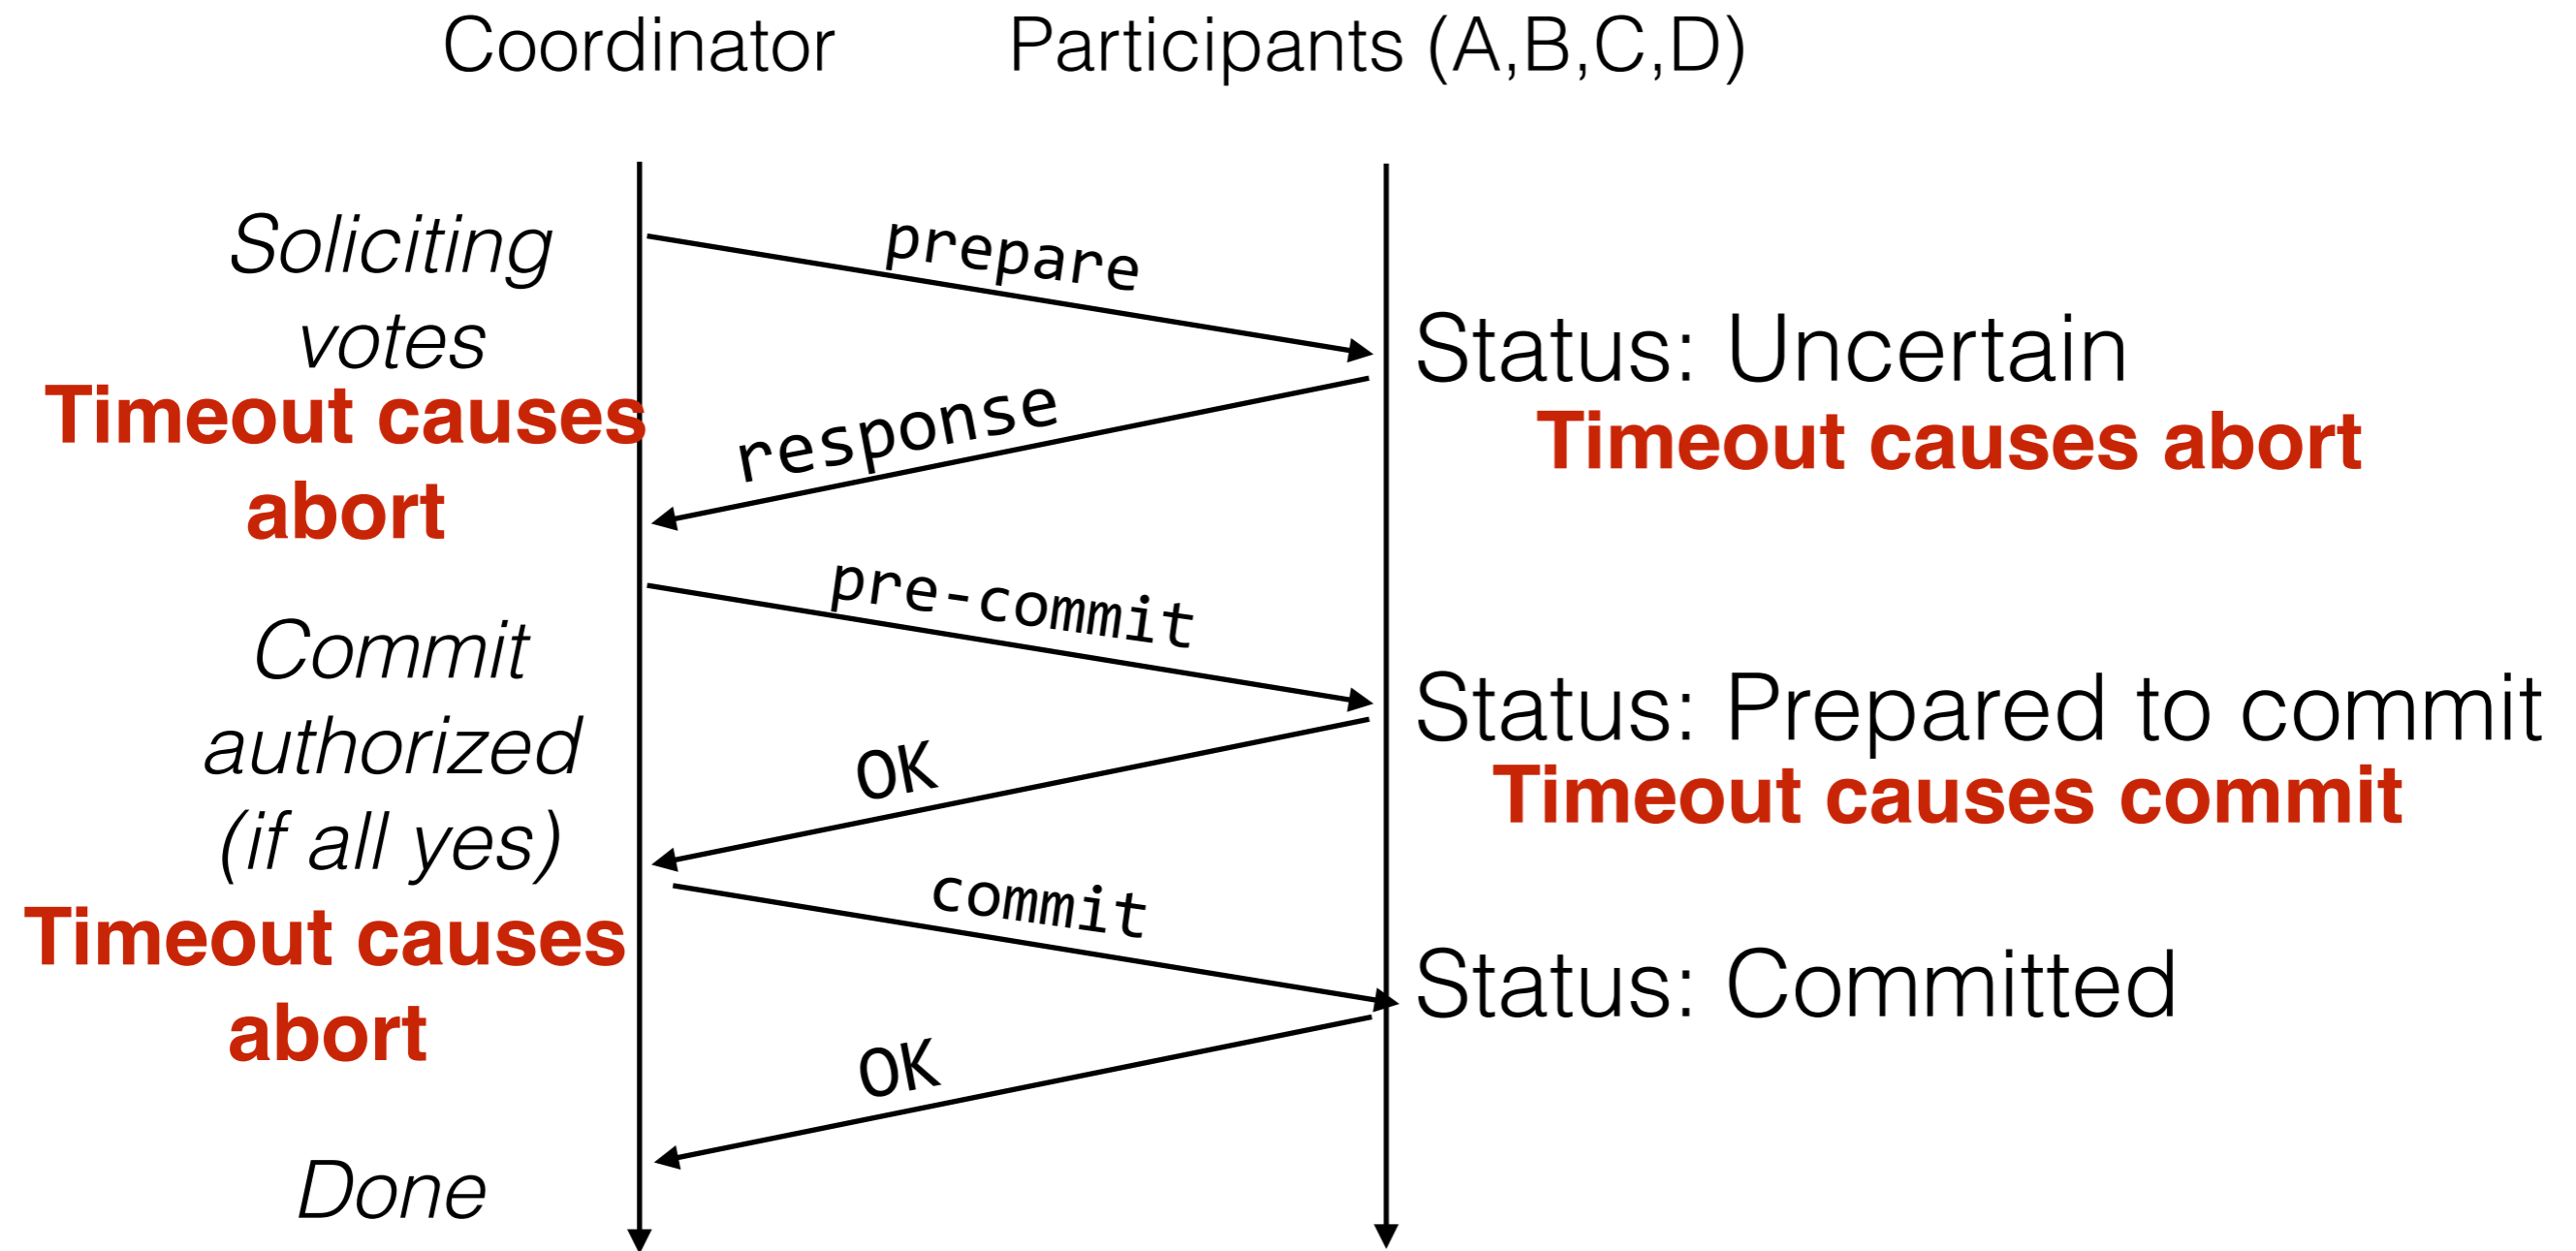 Coordinator
Participants (A,B,C,D)
Soliciting
votes
Timeout causes
abort
prepare
Status: Uncertain
Timeout causes abort
response
pre-commit
Commit
authorized
(if all yes)
Timeout causes
abort
Status: Prepared to commit
Timeout causes commit
OK
commit
Status: Committed
OK
Done